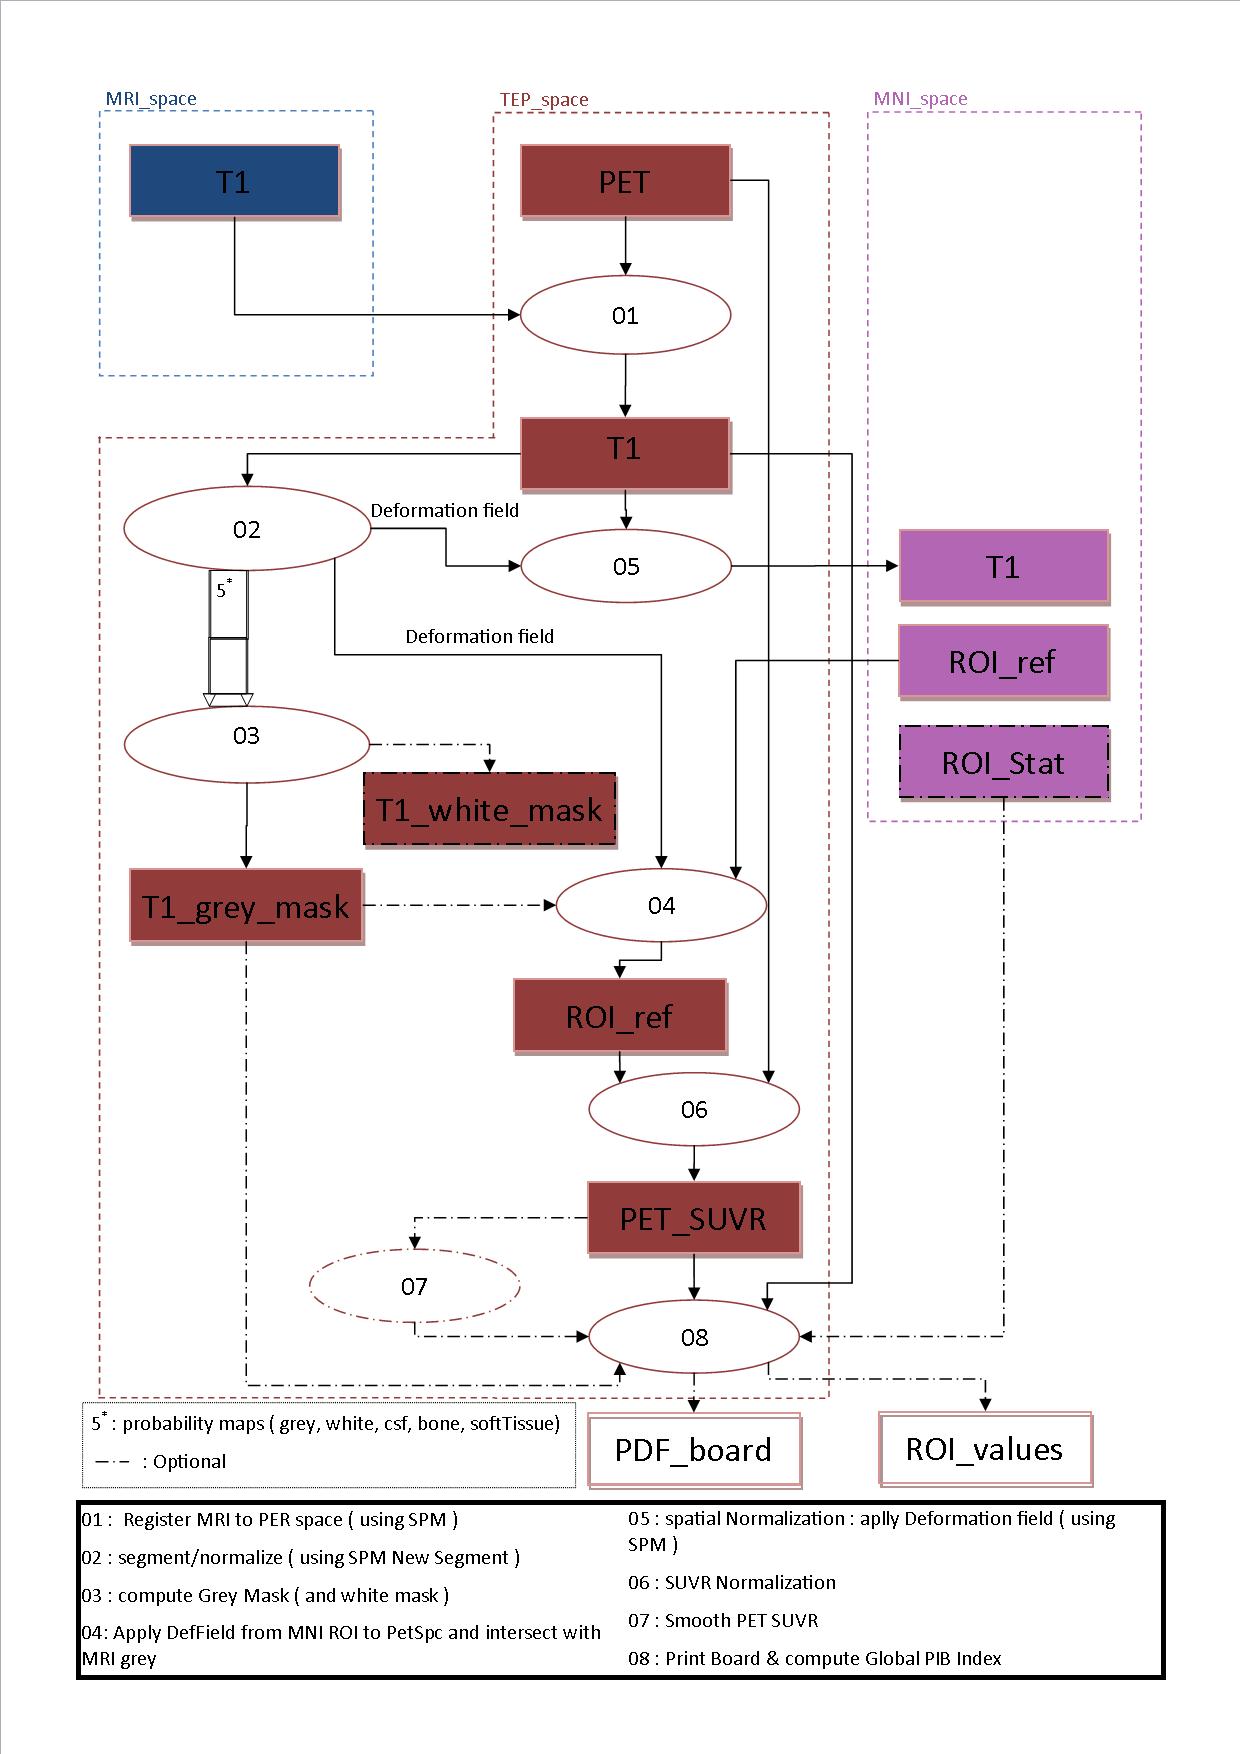 MRI_space
TEP_space
MNI_space
T1
PET
01
T1
02
Deformation field
05
T1
5*
Deformation field
ROI_ref
03
ROI_Stat
T1_white_mask
T1_grey_mask
04
ROI_ref
06
PET_SUVR
07
08
5* : probability maps ( grey, white, csf, bone, softTissue)
: Optional
PDF_board
ROI_values
01 : Register MRI to PER space ( using SPM )
02 : segment/normalize ( using SPM New Segment )
03 : compute Grey Mask ( and white mask )
04: Apply DefField from MNI ROI to PetSpc and intersect with
MRI grey
05 : spatial Normalization : aplly Deformation field ( using
SPM )
06 : SUVR Normalization
07 : Smooth PET SUVR
08 : Print Board & compute Global PIB Index